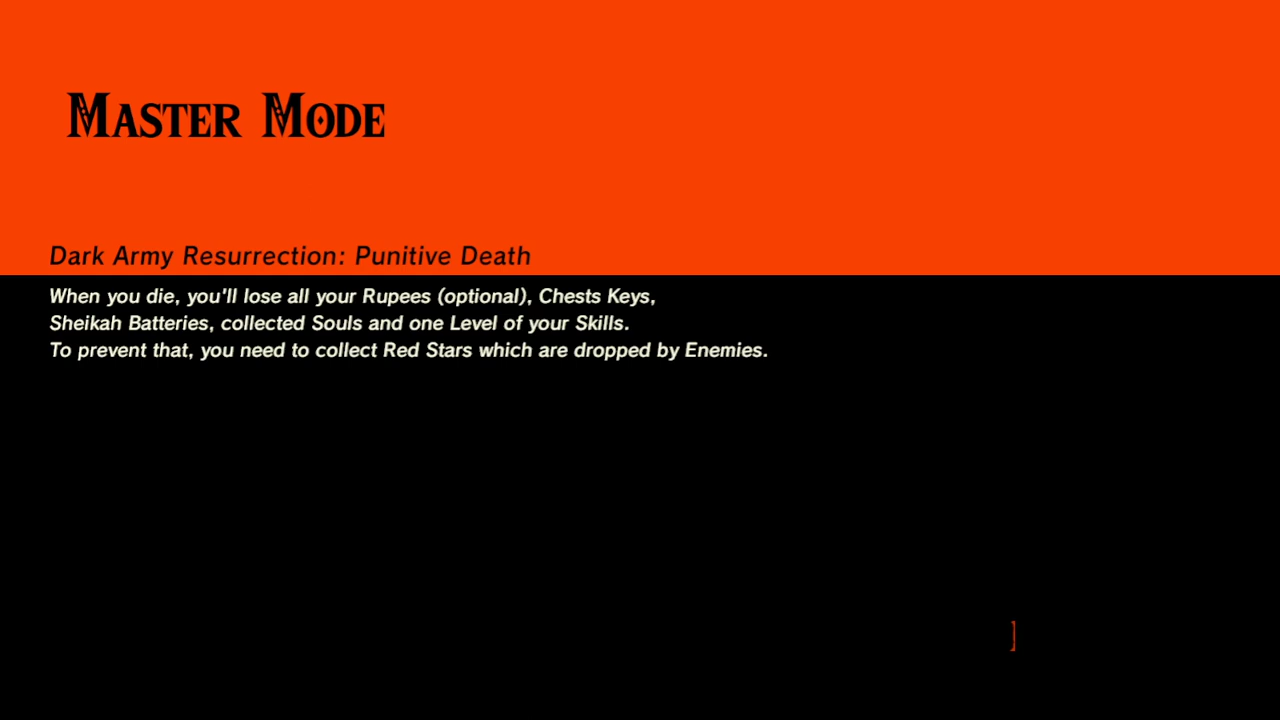 Master Mode
Dark Army Resurrection: Punitive Death
When you die, you'll lose all your Rupees (optional), Chests Keys,
Sheikah Batteries, collected Souls and one Level of your Skills.
To prevent that, you need to collect Red Stars which are dropped by Enemies.
]